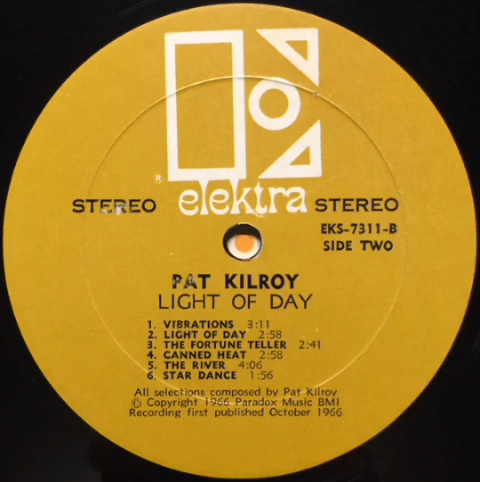 ®
elektra
STEREO STEREO
EKS-7311-B
SIDE TWO
PAT KILROY
LIGHT OF DAY
1. VIBRATIONS 3:11
2. LIGHT OF DAY 2:58
3. THE FORTUNE TELLER 2:41
4. CANNED HEAT 2:58
5. THE RIVER 4:06
6. STAR DANCE 1:56
All selections composed by Pat Kilroy
© Copyright 1966 Paradox Music BMI
Recording first published October 1966